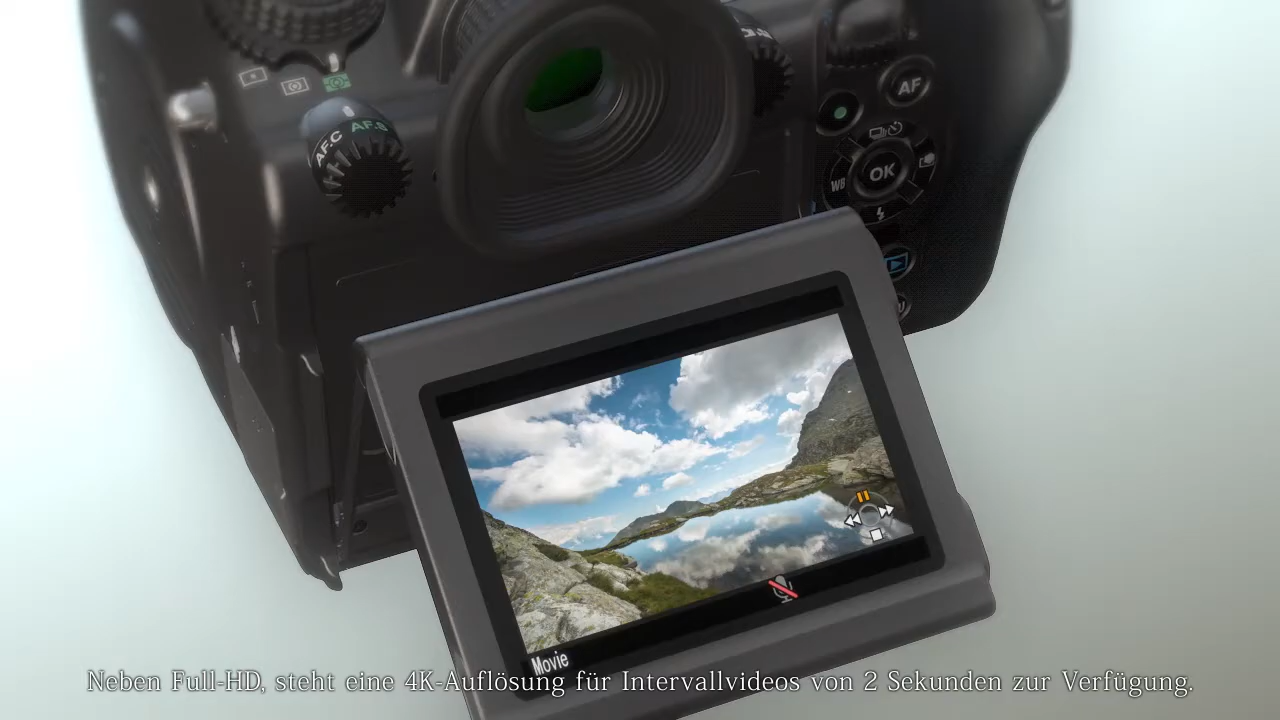 AF.C AF.S
AF
OK
WB
Movie
Neben Full-HD, steht eine 4K-Auflösung für Intervallvideos von 2 Sekunden zur Verfügung.